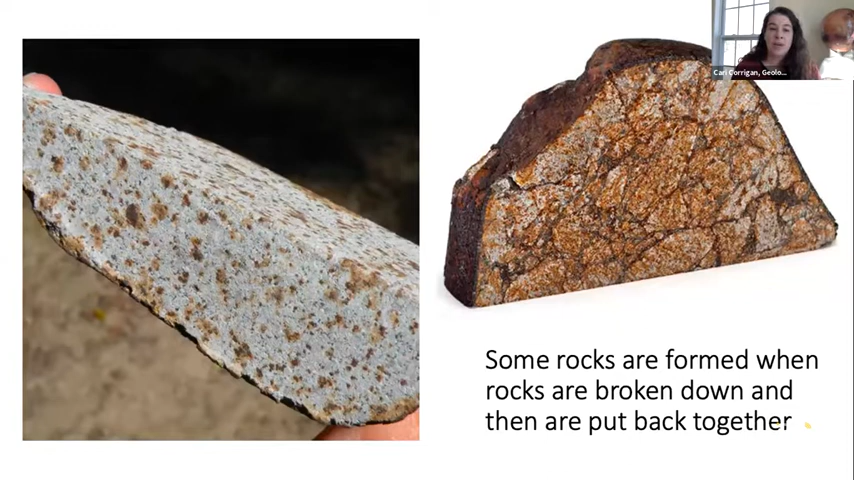 Cari Corrigan, Geolo...
Some rocks are formed when
rocks are broken down and
then are put back together